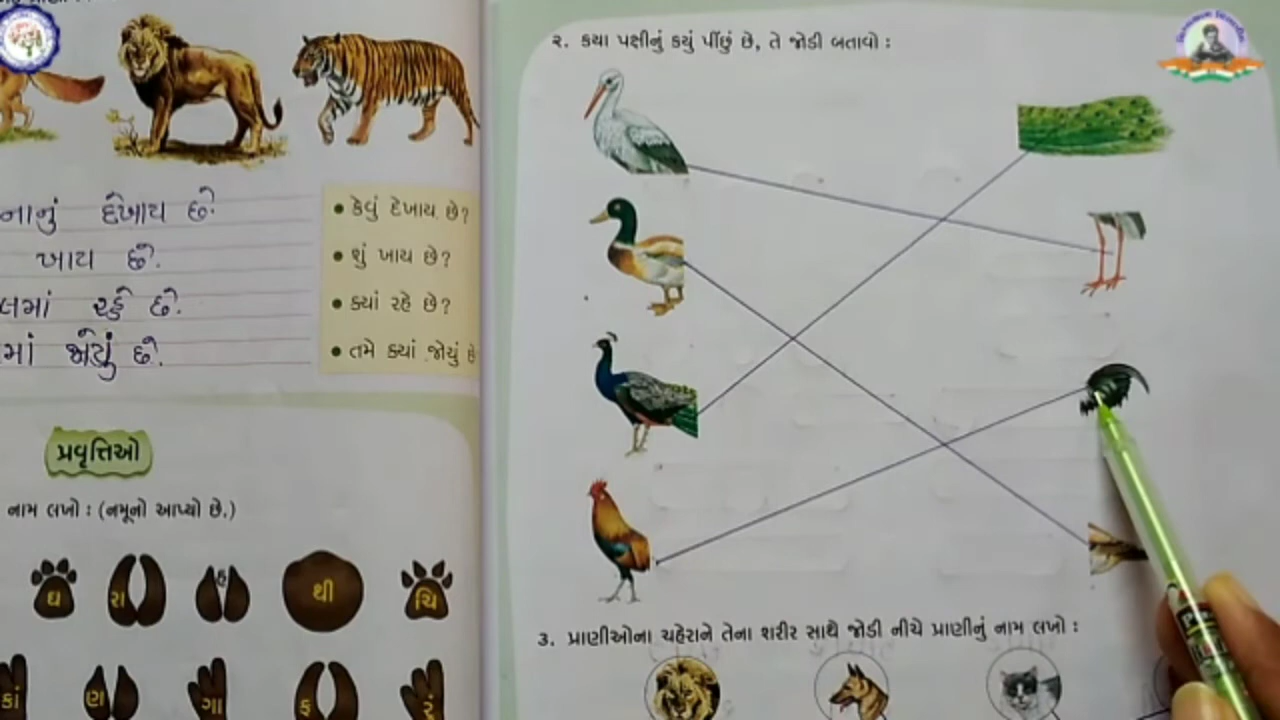 નાનું દેખાય છે.
ખાય છે.
લમાં રહે છે.
માં જોયું છે.
• કેવું દેખાય છે?
• શું ખાય છે?
• ક્યાં રહે છે?
• તમે ક્યાં જોયું છે
પ્રવૃત્તિઓ
નામ લખો : (નમૂનો આપ્યો છે.)
ઘ રા હ થી ચિ
કાં ણ ગા ફ રં
૨. કયા પક્ષીનું કયું પીંછું છે, તે જોડી બતાવો :
૩. પ્રાણીઓના ચહેરાને તેના શરીર સાથે જોડી નીચે પ્રાણીનું નામ લખો :